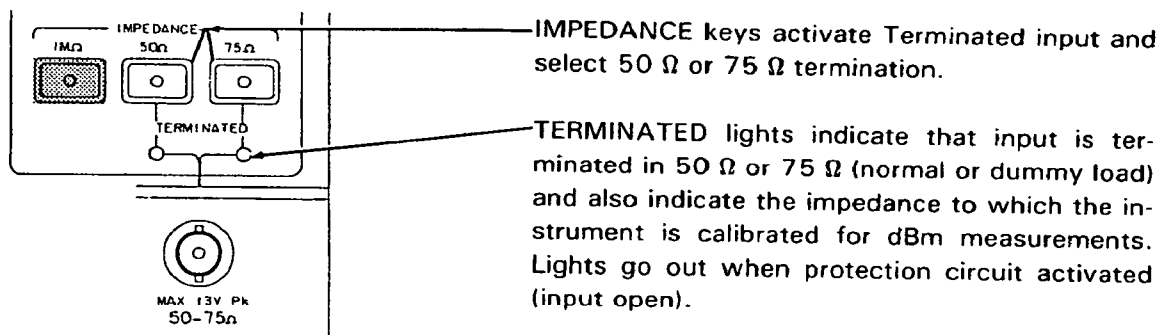 IMPEDANCE
1MΩ 50Ω 75Ω
TERMINATED
MAX 13V Pk
50-75Ω
IMPEDANCE keys activate Terminated input and
select 50 Ω or 75 Ω termination.
TERMINATED lights indicate that input is ter-
minated in 50 Ω or 75 Ω (normal or dummy load)
and also indicate the impedance to which the in-
strument is calibrated for dBm measurements.
Lights go out when protection circuit activated
(input open).